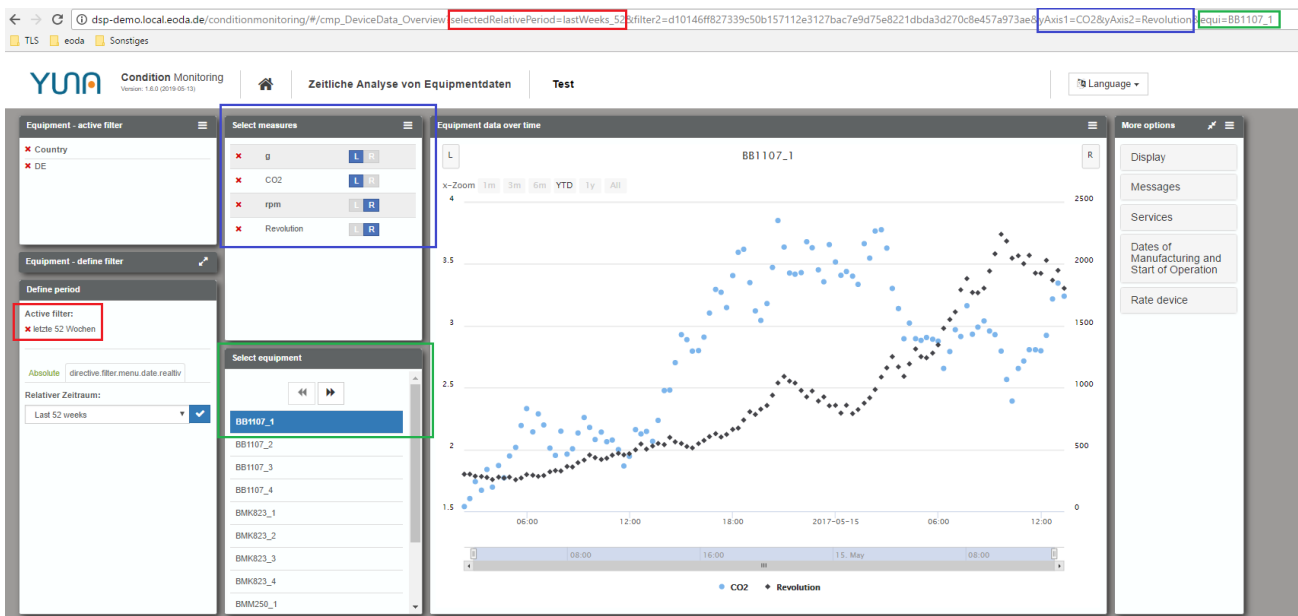 dsp-demo.local.eoda.de/conditionmonitoring/#/cmp_DeviceData_Overview?selectedRelativePeriod=lastWeeks_52&filter2=d10146ff827339c50b157112e3127bac7e9d75e8221dbda3d270c8e457a973ae&yAxis1=CO2&yAxis2=Revolution&equi=BB1107_1
TLS eoda Sonstiges
YUNA
Condition Monitoring
Version: 1.6.0 (2019-05-13)
Zeitliche Analyse von Equipmentdaten
Test
Language
Equipment - active filter
Country
DE
Equipment - define filter
Define period
Active filter:
letzte 52 Wochen
Absolute directive.filter.menu.date.realtiv
Relativer Zeitraum:
Last 52 weeks
Select measures
g L R
CO2 L R
rpm L R
Revolution L R
Select equipment
BB1107_1
BB1107_2
BB1107_3
BB1107_4
BMK823_1
BMK823_2
BMK823_3
BMK823_4
BMM250_1
Equipment data over time
L BB1107_1 R
x-Zoom 1m 3m 6m YTD 1y All
4 2500
3.5 2000
3 1500
2.5 1000
2 500
1.5 0
06:00 12:00 18:00 2017-05-15 06:00 12:00
08:00 16:00 15. May 08:00
CO2 Revolution
More options
Display
Messages
Services
Dates of
Manufacturing and
Start of Operation
Rate device